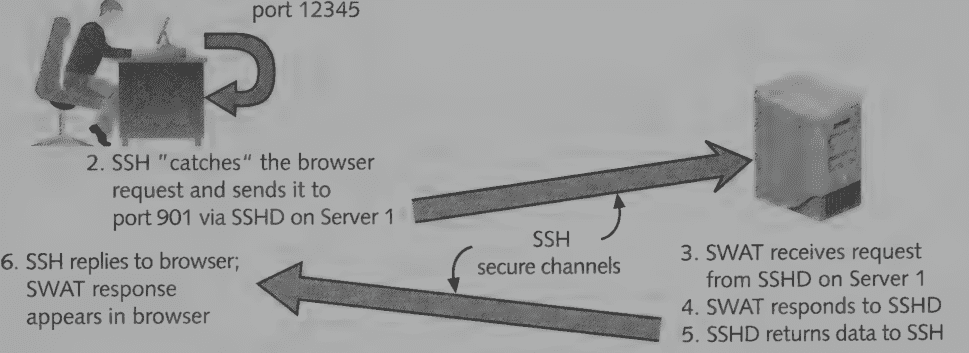 port 12345
2. SSH "catches" the browser
request and sends it to
port 901 via SSHD on Server 1
SSH
secure channels
3. SWAT receives request
from SSHD on Server 1
4. SWAT responds to SSHD
5. SSHD returns data to SSH
6. SSH replies to browser;
SWAT response
appears in browser